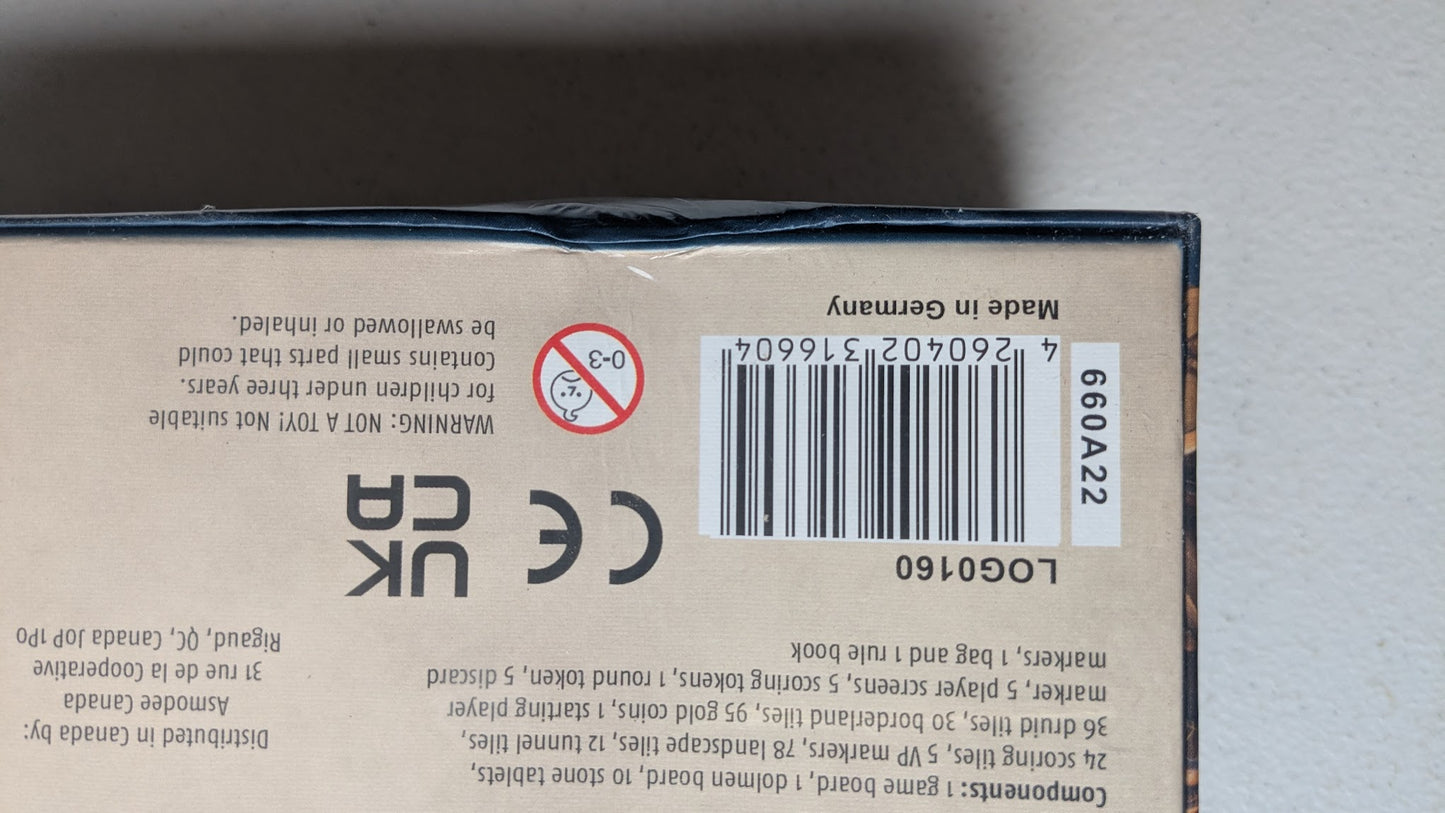 Components: 1 game board, 1 dolmen board, 10 stone tablets,
24 scoring tiles, 5 VP markers, 78 landscape tiles, 12 tunnel tiles,
36 druid tiles, 30 borderland tiles, 95 gold coins, 1 starting player
marker, 5 player screens, 5 scoring tokens, 1 round token, 5 discard
markers, 1 bag and 1 rule book
Distributed in Canada by:
Asmodee Canada
31 rue de la Cooperative
Rigaud, QC, Canada J0P 1P0
LOG0160
660A22
4 260402 316604
Made in Germany
CE
UK
CA
0-3
WARNING: NOT A TOY! Not suitable
for children under three years.
Contains small parts that could
be swallowed or inhaled.